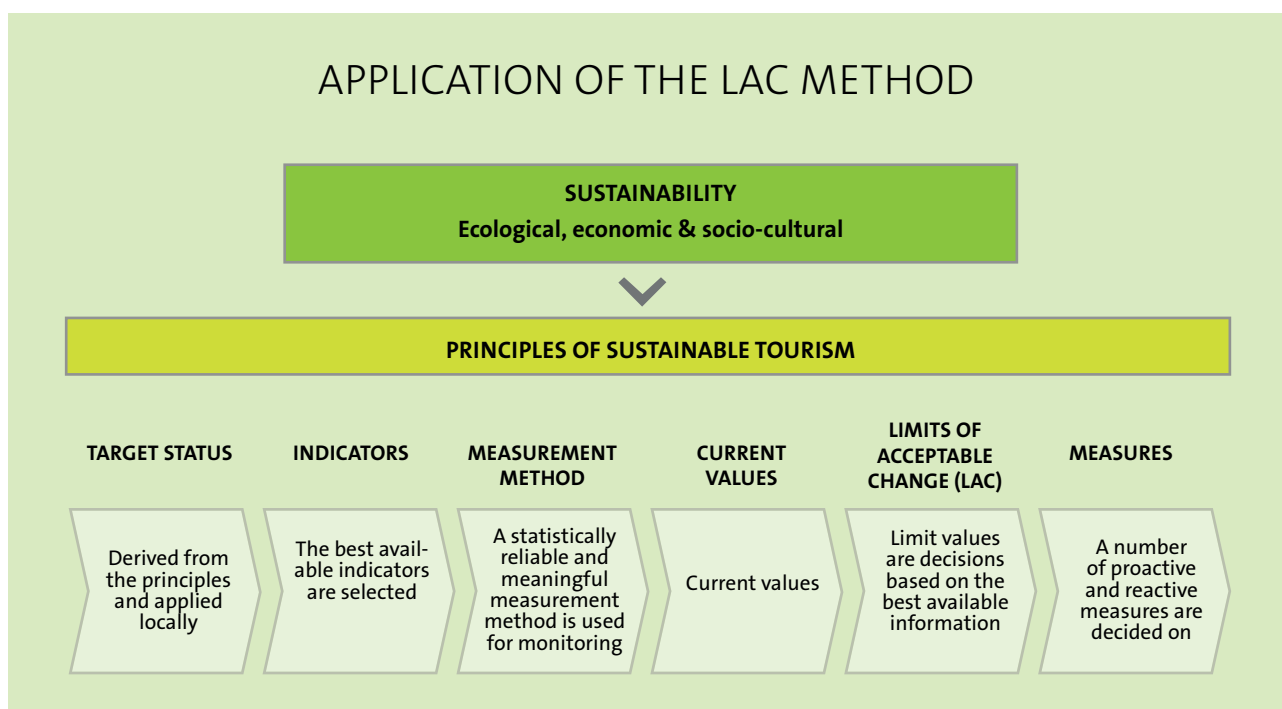 APPLICATION OF THE LAC METHOD
SUSTAINABILITY
Ecological, economic & socio-cultural
PRINCIPLES OF SUSTAINABLE TOURISM
TARGET STATUS
INDICATORS
MEASUREMENT
METHOD
CURRENT
VALUES
LIMITS OF
ACCEPTABLE
CHANGE (LAC)
MEASURES
Derived from
the principles
and applied
locally
The best avail-
able indicators
are selected
A statistically
reliable and
meaningful
measurement
method is used
for monitoring
Current values
Limit values
are decisions
based on the
best available
information
A number
of proactive
and reactive
measures are
decided on